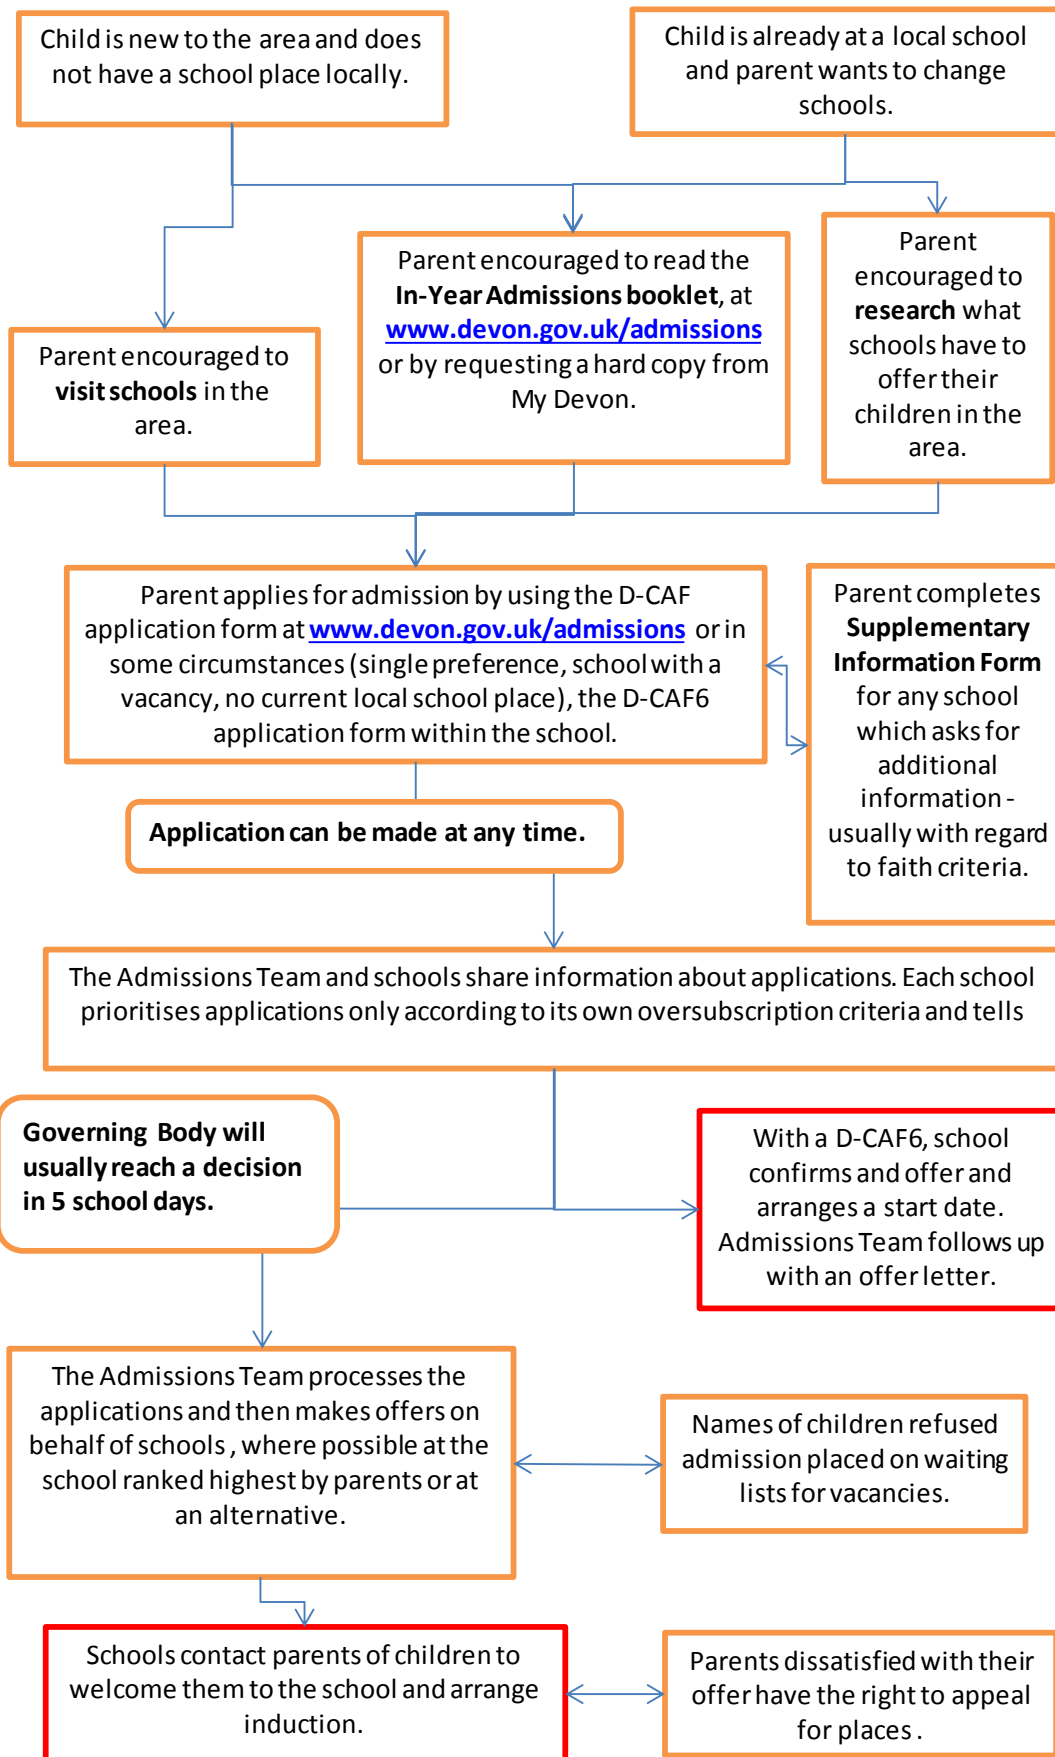 Child is new to the area and does
not have a school place locally.
Child is already at a local school
and parent wants to change
schools.
Parent encouraged to
visit schools in the
area.
Parent encouraged to read the
In-Year Admissions booklet, at
www.devon.gov.uk/admissions
or by requesting a hard copy from
My Devon.
Parent
encouraged to
research what
schools have to
offer their
children in the
area.
Parent applies for admission by using the D-CAF
application form at www.devon.gov.uk/admissions or in
some circumstances (single preference, school with a
vacancy, no current local school place), the D-CAF6
application form within the school.
Parent completes
Supplementary
Information Form
for any school
which asks for
additional
information -
usually with regard
to faith criteria.
Application can be made at any time.
The Admissions Team and schools share information about applications. Each school
prioritises applications only according to its own oversubscription criteria and tells
Governing Body will
usually reach a decision
in 5 school days.
With a D-CAF6, school
confirms and offer and
arranges a start date.
Admissions Team follows up
with an offer letter.
The Admissions Team processes the
applications and then makes offers on
behalf of schools , where possible at the
school ranked highest by parents or at
an alternative.
Names of children refused
admission placed on waiting
lists for vacancies.
Schools contact parents of children to
welcome them to the school and arrange
induction.
Parents dissatisfied with their
offer have the right to appeal
for places .